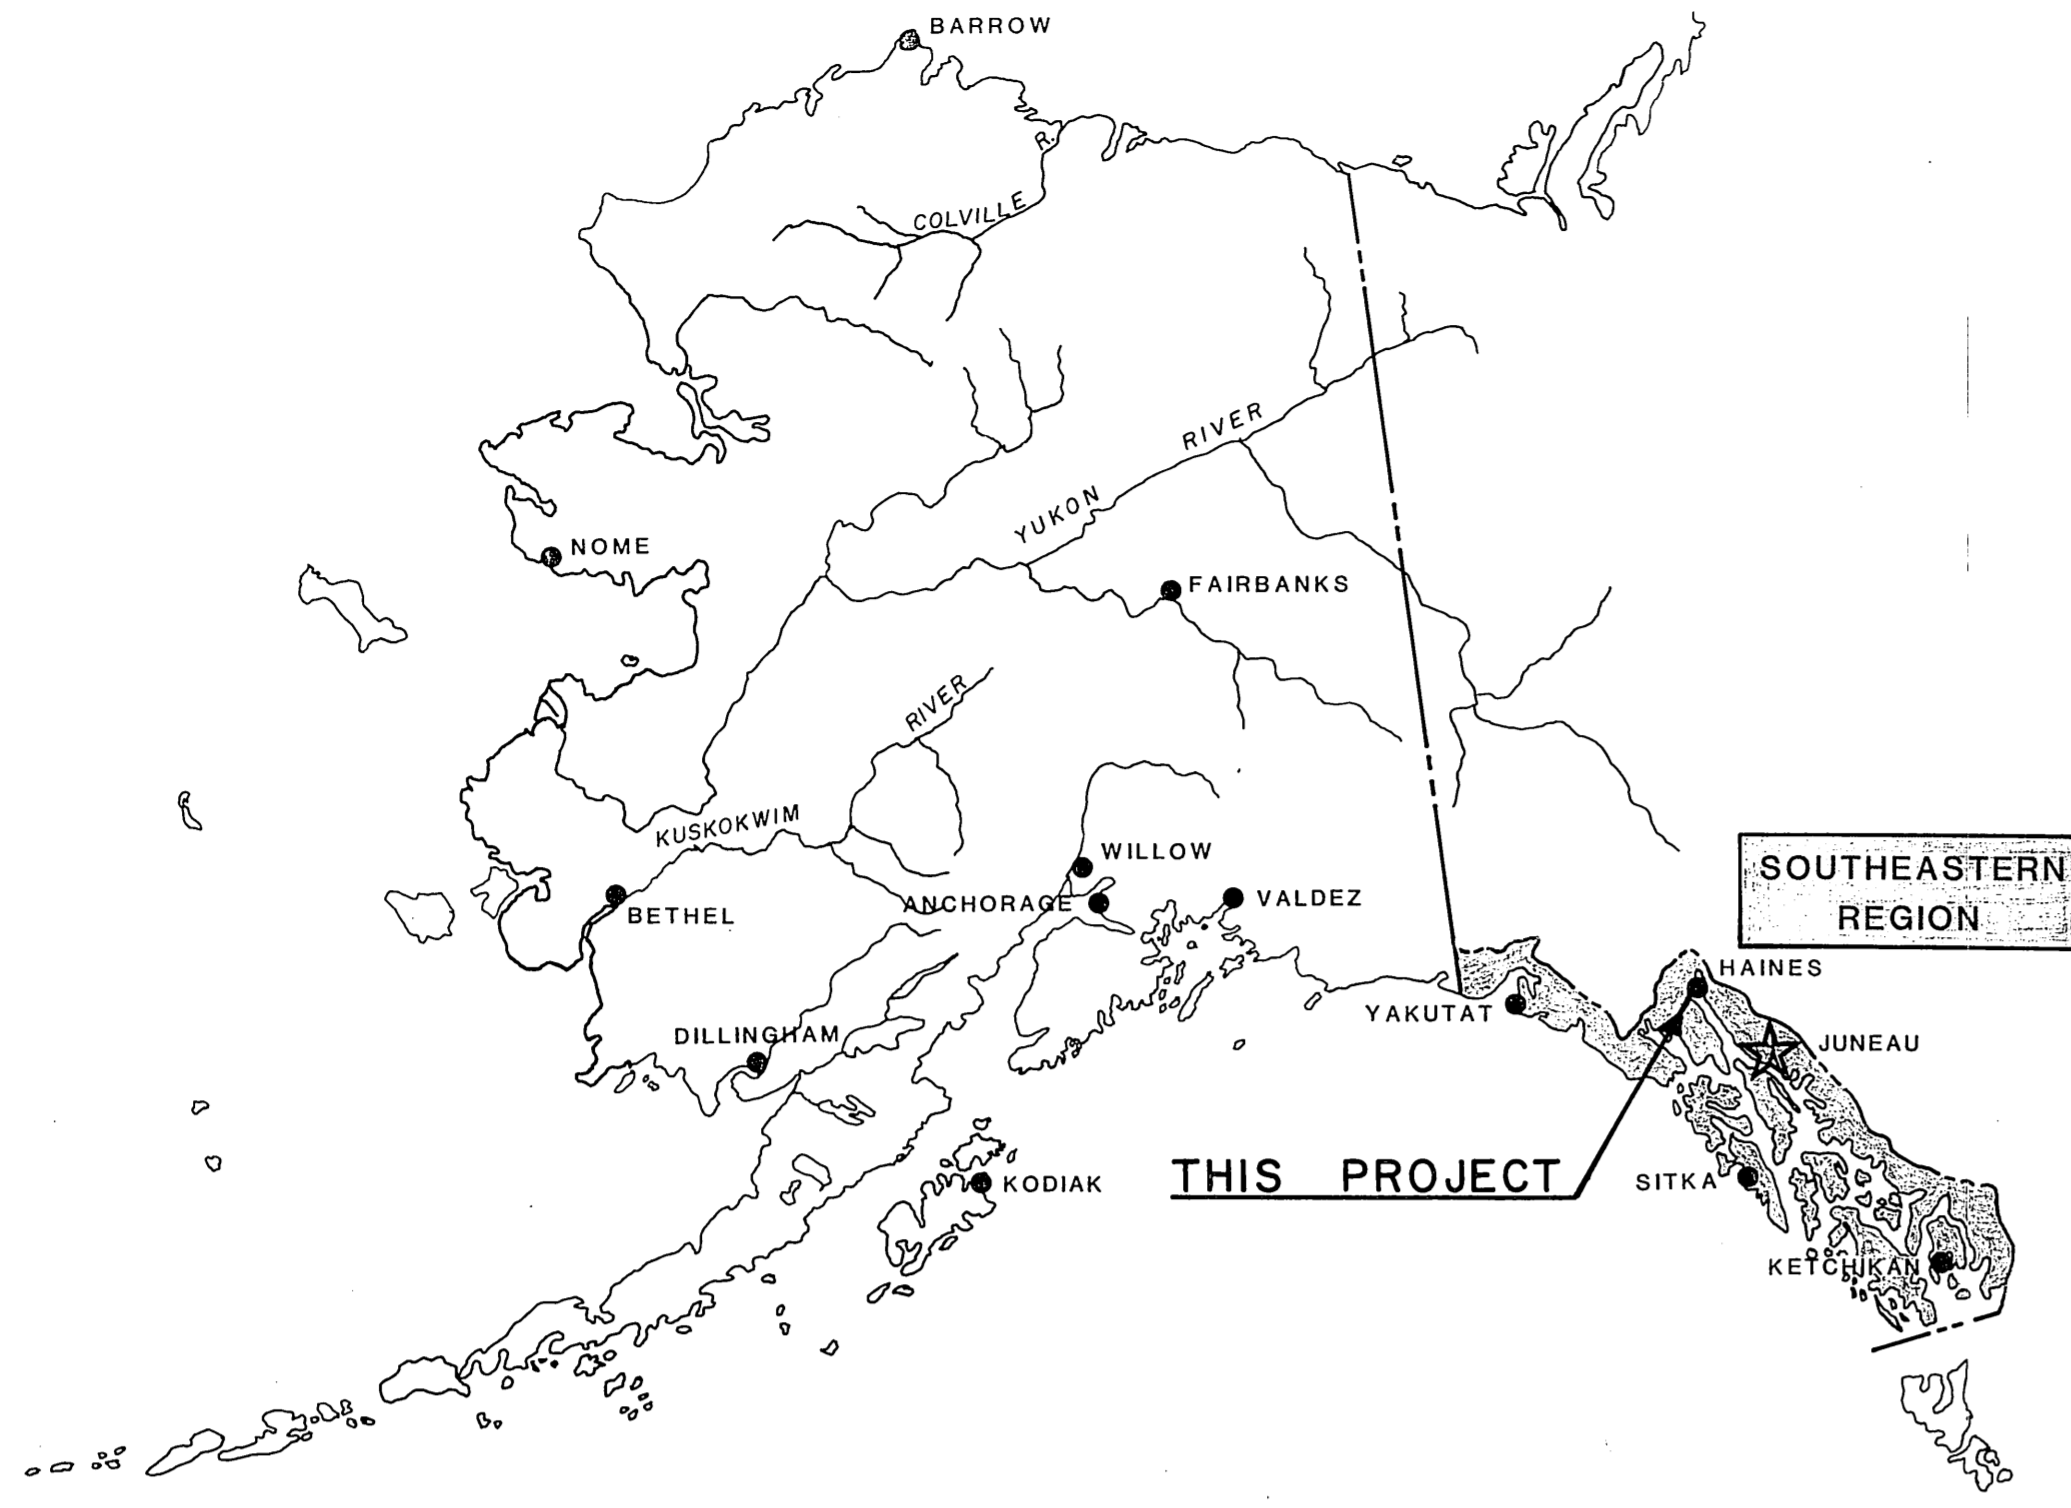 BARROW
R.
COLVILLE
RIVER
YUKON
NOME
FAIRBANKS
RIVER
KUSKOKWIM
WILLOW
SOUTHEASTERN
REGION
ANCHORAGE
VALDEZ
BETHEL
HAINES
YAKUTAT
DILLINGHAM
JUNEAU
THIS PROJECT
SITKA
KODIAK
KETCHIKAN